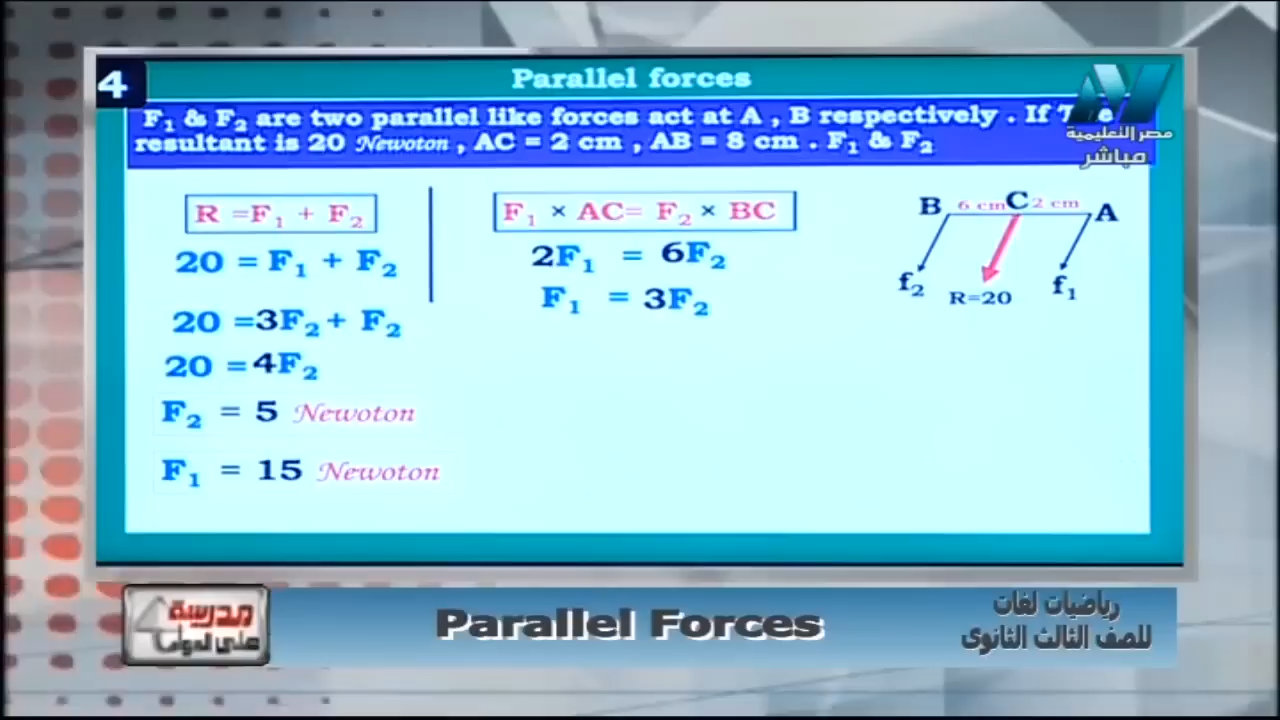 4
Parallel forces
F₁ & F₂ are two parallel like forces act at A , B respectively . If The
resultant is 20 Newoton , AC = 2 cm , AB = 8 cm . F₁ & F₂
مصر التعليمية
مباشر
R =F₁ + F₂
20 = F₁ + F₂
20 =3F₂+ F₂
20 =4F₂
F₂ = 5 Newoton
F₁ = 15 Newoton
F₁ × AC= F₂ × BC
2F₁ = 6F₂
F₁ = 3F₂
B 6 cm C 2 cm A
f₂ R=20 f₁
مدرسة
على الهواء
Parallel Forces
رياضيات لغات
للصف الثالث الثانوى